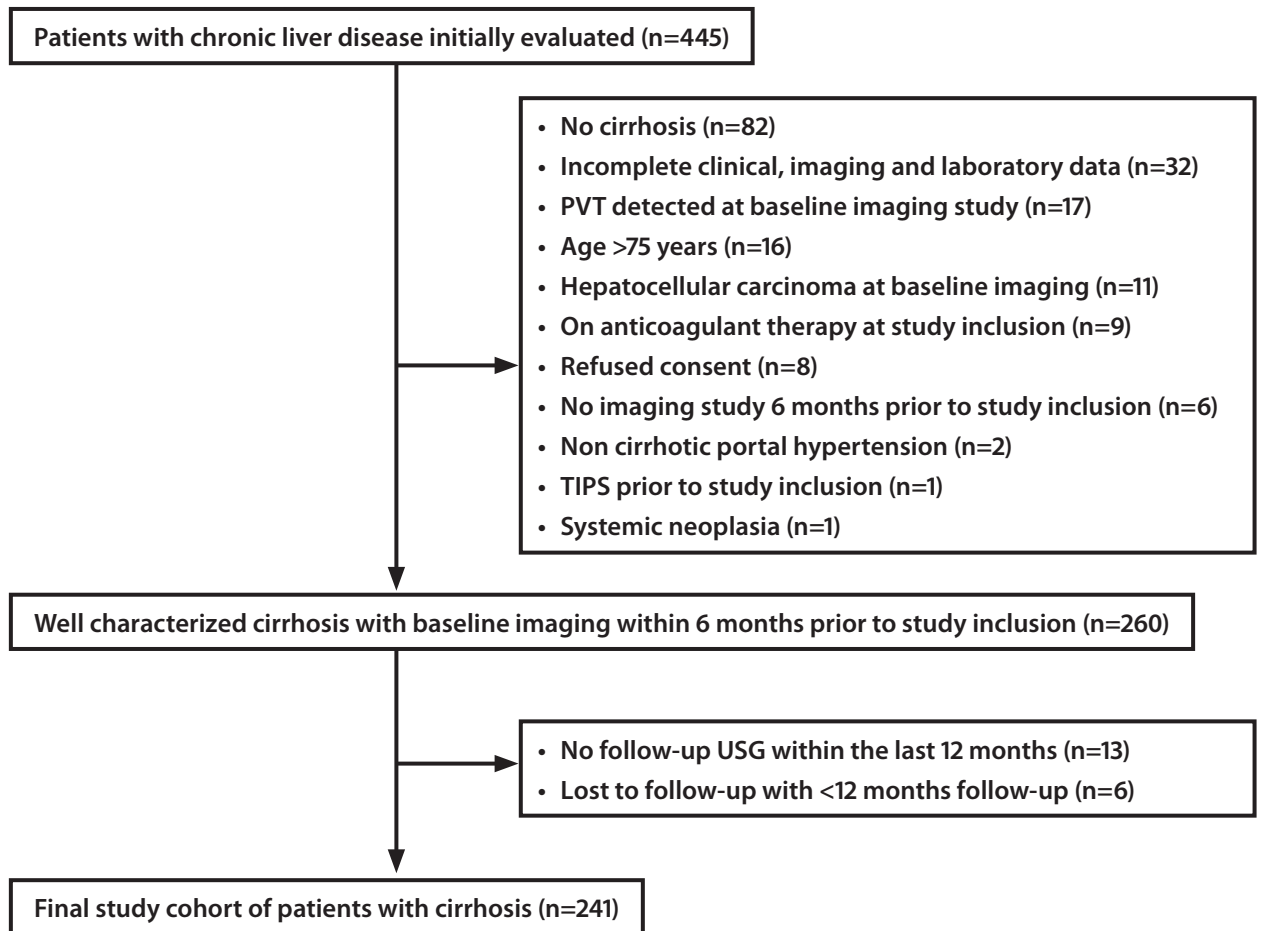 Patients with chronic liver disease initially evaluated (n=445)
• No cirrhosis (n=82)
• Incomplete clinical, imaging and laboratory data (n=32)
• PVT detected at baseline imaging study (n=17)
• Age >75 years (n=16)
• Hepatocellular carcinoma at baseline imaging (n=11)
• On anticoagulant therapy at study inclusion (n=9)
• Refused consent (n=8)
• No imaging study 6 months prior to study inclusion (n=6)
• Non cirrhotic portal hypertension (n=2)
• TIPS prior to study inclusion (n=1)
• Systemic neoplasia (n=1)
Well characterized cirrhosis with baseline imaging within 6 months prior to study inclusion (n=260)
• No follow-up USG within the last 12 months (n=13)
• Lost to follow-up with <12 months follow-up (n=6)
Final study cohort of patients with cirrhosis (n=241)